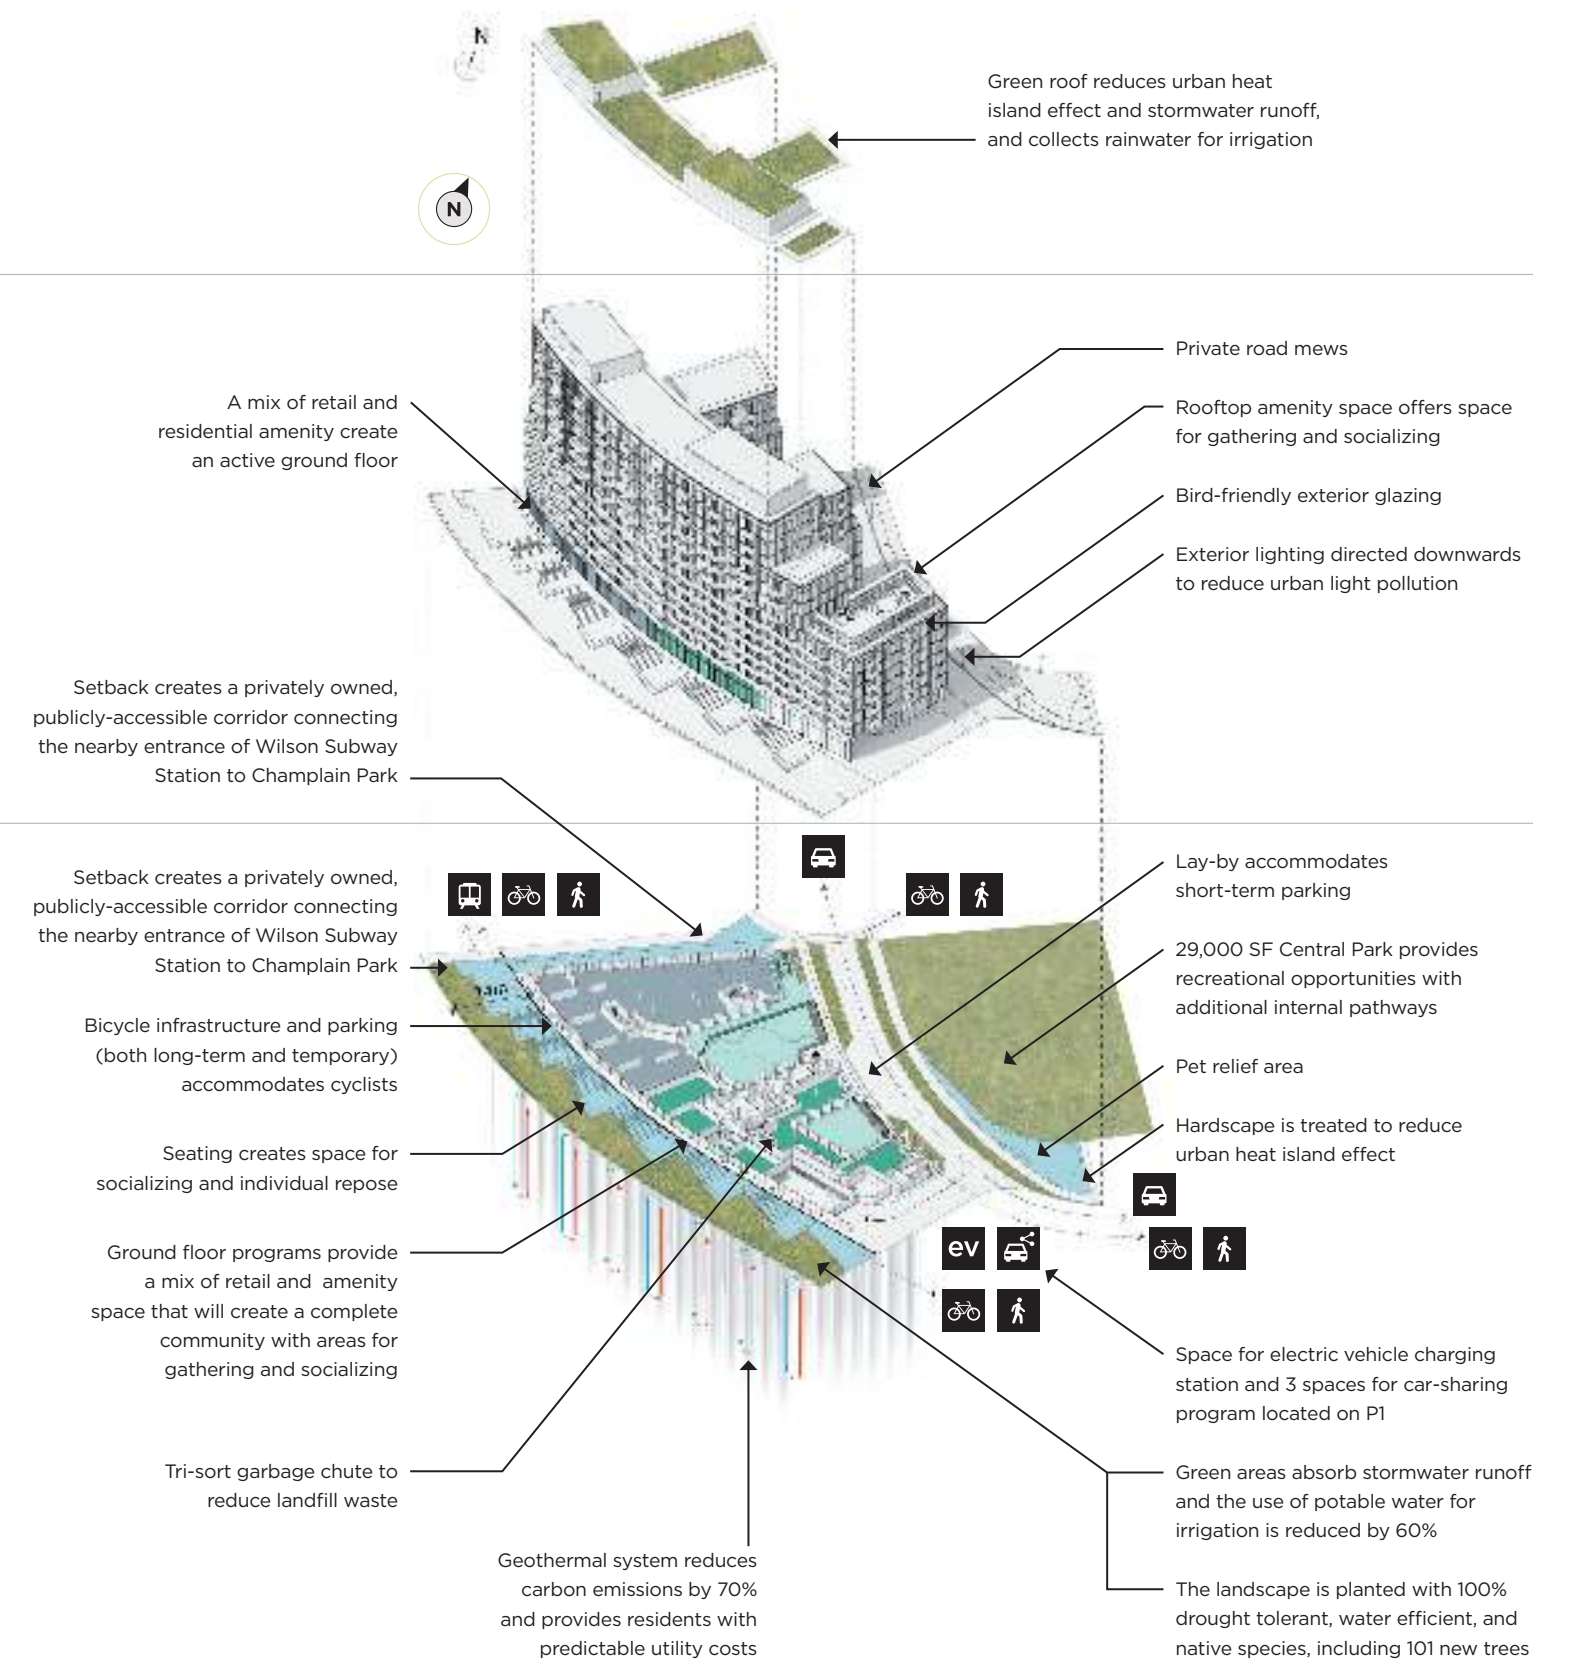 N
Green roof reduces urban heat
island effect and stormwater runoff,
and collects rainwater for irrigation
N
Private road mews
A mix of retail and
residential amenity create
an active ground floor
Rooftop amenity space offers space
for gathering and socializing
Bird-friendly exterior glazing
Exterior lighting directed downwards
to reduce urban light pollution
Setback creates a privately owned,
publicly-accessible corridor connecting
the nearby entrance of Wilson Subway
Station to Champlain Park
Setback creates a privately owned,
publicly-accessible corridor connecting
the nearby entrance of Wilson Subway
Station to Champlain Park
Bicycle infrastructure and parking
(both long-term and temporary)
accommodates cyclists
Seating creates space for
socializing and individual repose
Ground floor programs provide
a mix of retail and amenity
space that will create a complete
community with areas for
gathering and socializing
Tri-sort garbage chute to
reduce landfill waste
Geothermal system reduces
carbon emissions by 70%
and provides residents with
predictable utility costs
Lay-by accommodates
short-term parking
29,000 SF Central Park provides
recreational opportunities with
additional internal pathways
Pet relief area
Hardscape is treated to reduce
urban heat island effect
ev
Space for electric vehicle charging
station and 3 spaces for car-sharing
program located on P1
Green areas absorb stormwater runoff
and the use of potable water for
irrigation is reduced by 60%
The landscape is planted with 100%
drought tolerant, water efficient, and
native species, including 101 new trees